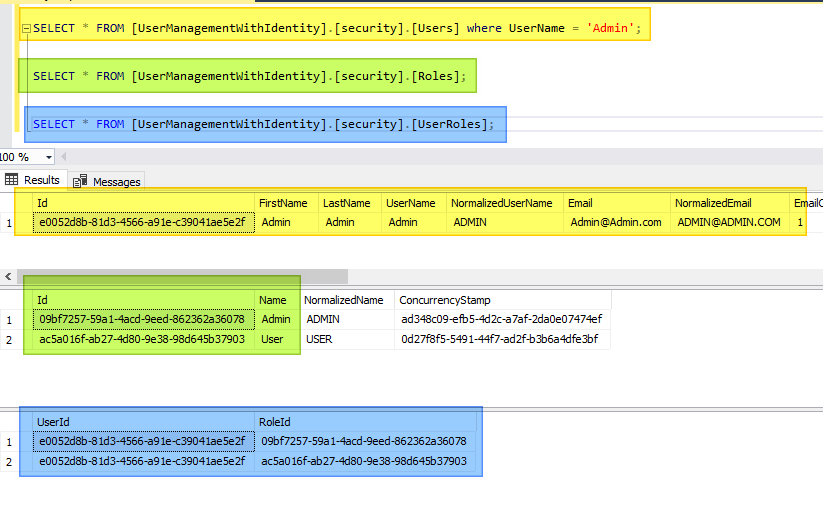 SELECT * FROM [UserManagementWithIdentity].[security].[Users] where UserName = 'Admin';
SELECT * FROM [UserManagementWithIdentity].[security].[Roles];
SELECT * FROM [UserManagementWithIdentity].[security].[UserRoles];
100 %
Results Messages
Id FirstName LastName UserName NormalizedUserName Email NormalizedEmail EmailC
1 e0052d8b-81d3-4566-a91e-c39041ae5e2f Admin Admin Admin ADMIN Admin@Admin.com ADMIN@ADMIN.COM 1
Id Name NormalizedName ConcurrencyStamp
1 09bf7257-59a1-4acd-9eed-862362a36078 Admin ADMIN ad348c09-efb5-4d2c-a7af-2da0e07474ef
2 ac5a016f-ab27-4d80-9e38-98d645b37903 User USER 0d27f8f5-5491-44f7-ad2f-b3b6a4dfe3bf
UserId RoleId
1 e0052d8b-81d3-4566-a91e-c39041ae5e2f 09bf7257-59a1-4acd-9eed-862362a36078
2 e0052d8b-81d3-4566-a91e-c39041ae5e2f ac5a016f-ab27-4d80-9e38-98d645b37903